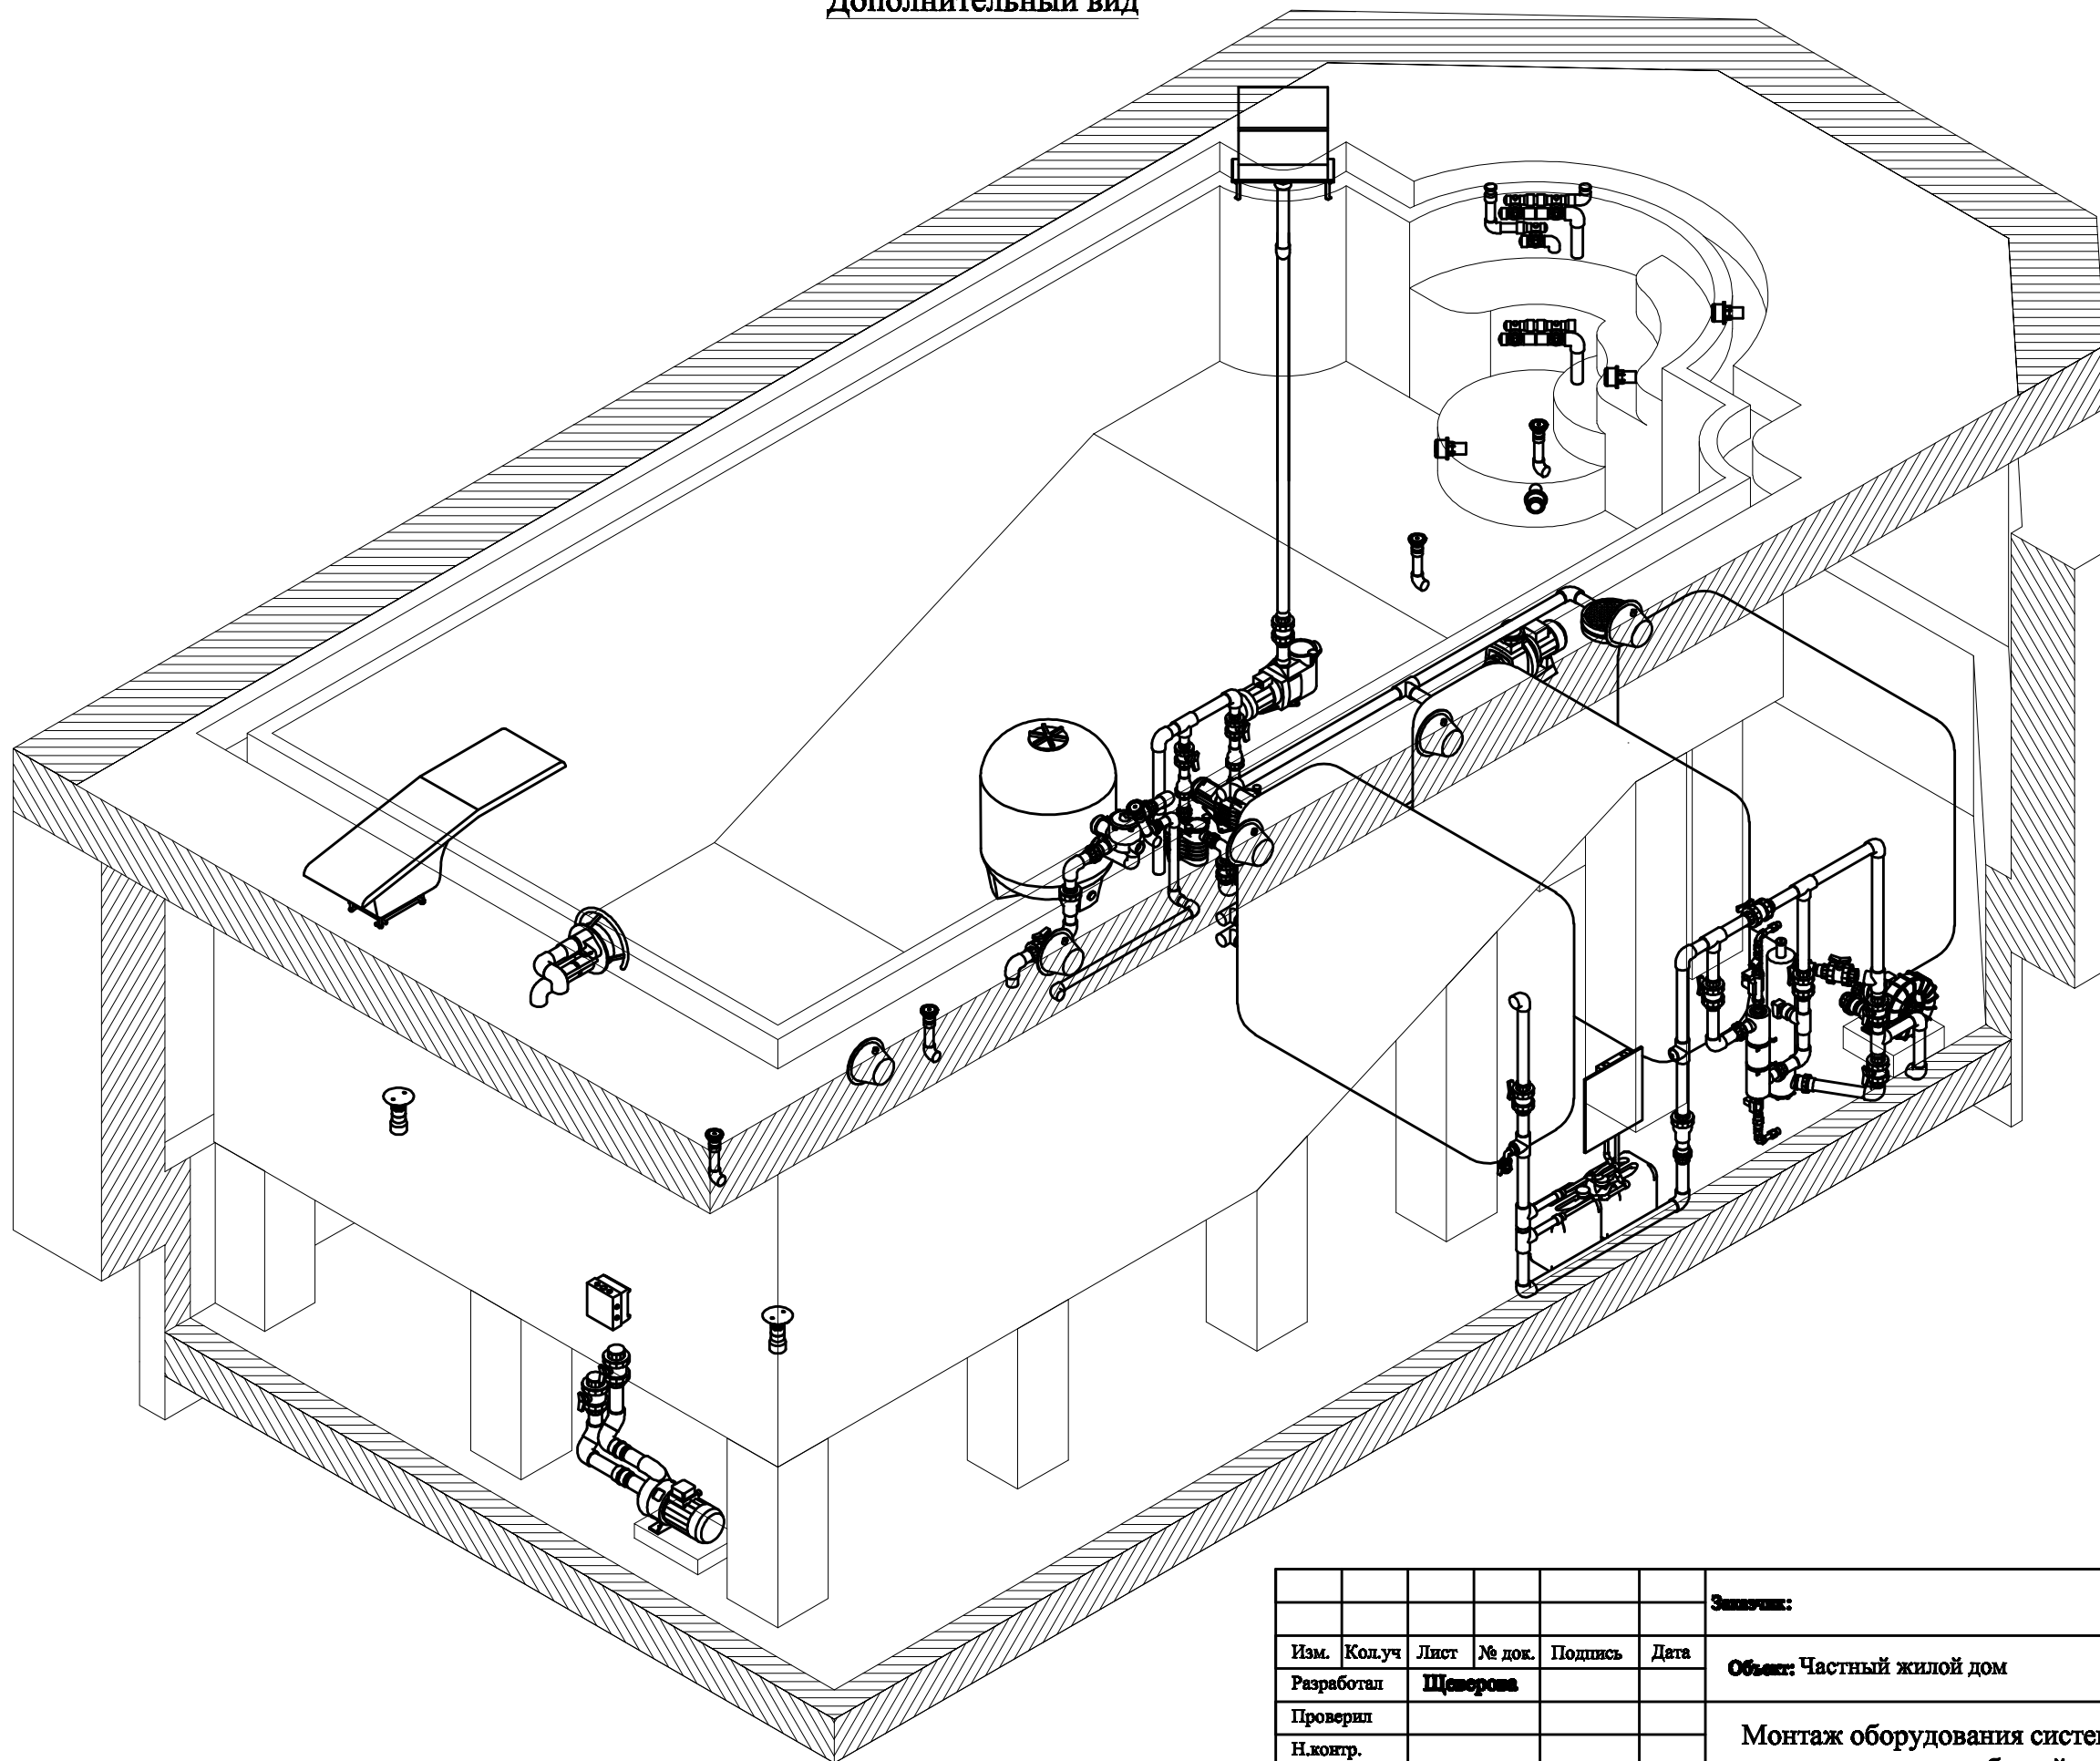 Дополнительный вид
Заказчик:
Изм. Кол.уч Лист № док. Подпись Дата
Объект: Частный жилой дом
Разработал
Проверил
Монтаж оборудования систем
Н.контр.